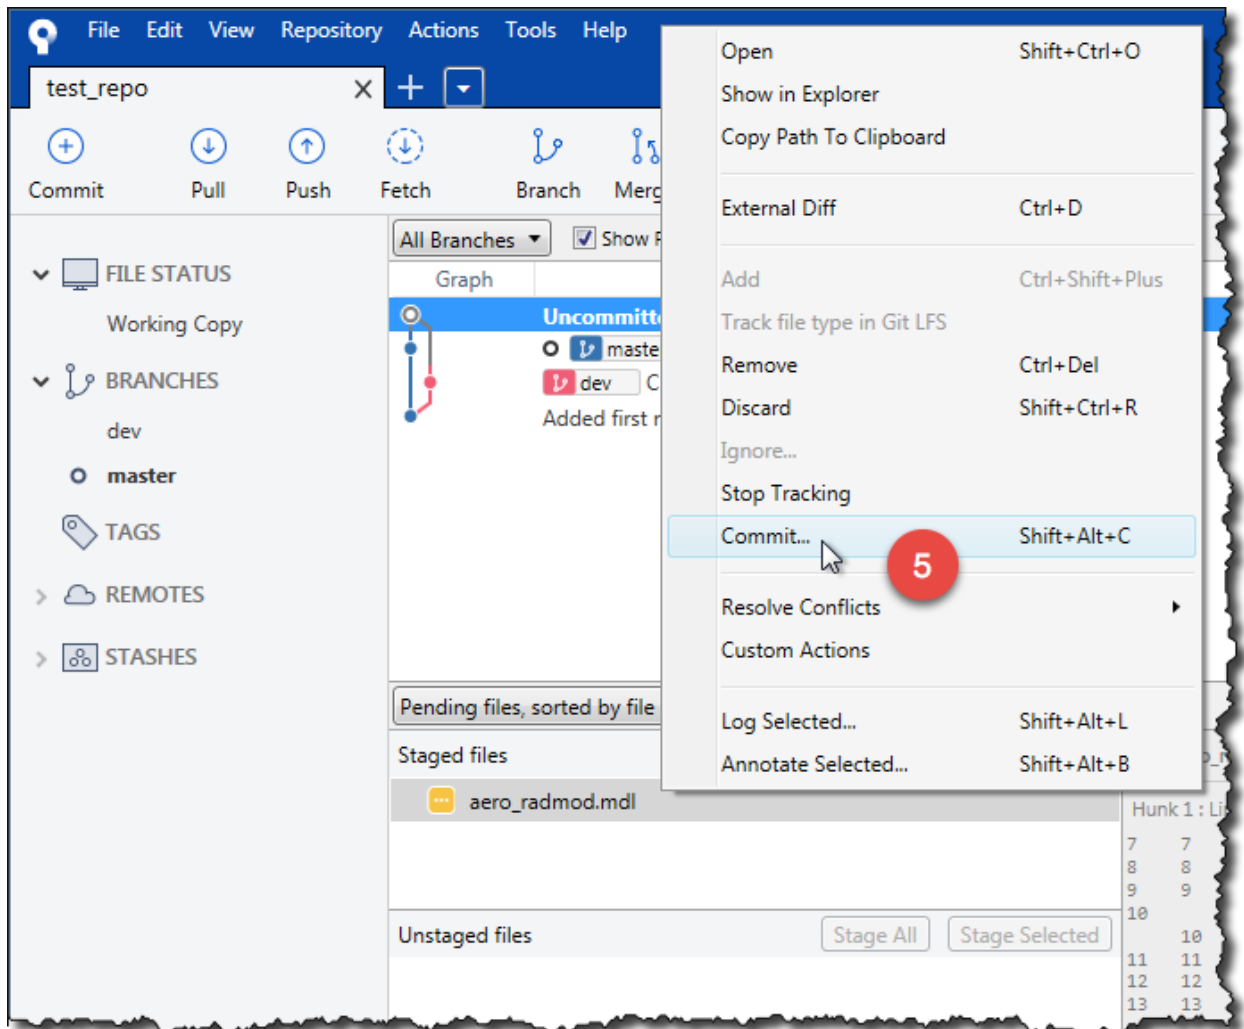 File Edit View Repository Actions Tools Help
test_repo
Commit Pull Push Fetch Branch
FILE STATUS
Working Copy
BRANCHES
dev
master
TAGS
REMOTES
STASHES
All Branches Show
Graph
dev
Added first
Pending files, sorted by file
Staged files
aero_radmod.mdl
Unstaged files Stage All Stage Selected
Open Shift+Ctrl+O
Show in Explorer
Copy Path To Clipboard
External Diff Ctrl+D
Add Ctrl+Shift+Plus
Track file type in Git LFS
Remove Ctrl+Del
Discard Shift+Ctrl+R
Ignore...
Stop Tracking
Commit... Shift+Alt+C
5
Resolve Conflicts
Custom Actions
Log Selected... Shift+Alt+L
Annotate Selected... Shift+Alt+B
Hunk 1 :
7 7
8 8
9 9
10
10
11 11
12 12
13 13